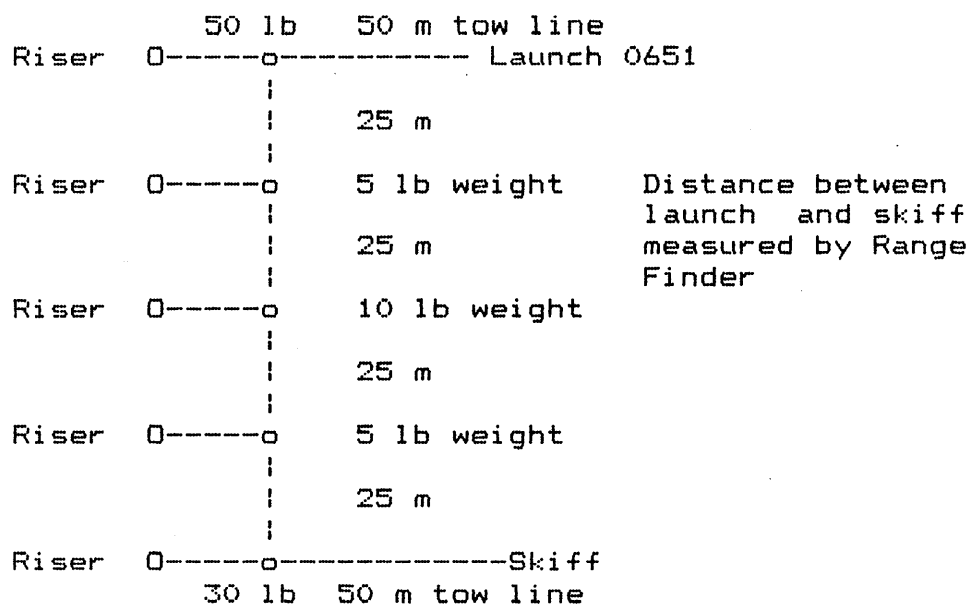 50 lb 50 m tow line
Riser O-----o----------- Launch 0651
25 m
Riser O-----o 5 lb weight Distance between
launch and skiff
25 m measured by Range
Finder
Riser O-----o 10 lb weight
25 m
Riser O-----o 5 lb weight
25 m
Riser O-----o-------------Skiff
30 lb 50 m tow line